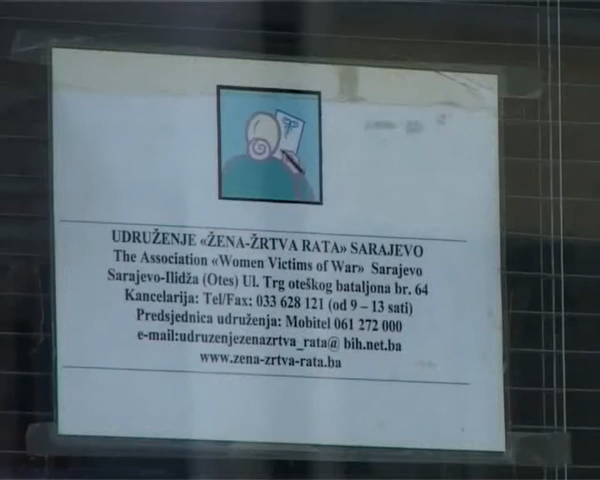 UDRUŽENJE «ŽENA-ŽRTVA RATA» SARAJEVO
The Association «Women Victims of War» Sarajevo
Sarajevo-Ilidža (Otes) Ul. Trg oteškog bataljona br. 64
Kancelarija: Tel/Fax: 033 628 121 (od 9 – 13 sati)
Predsjednica udruženja: Mobitel 061 272 000
e-mail:udruzenjezenazrtva_rata@ bih.net.ba
www.zena-zrtva-rata.ba